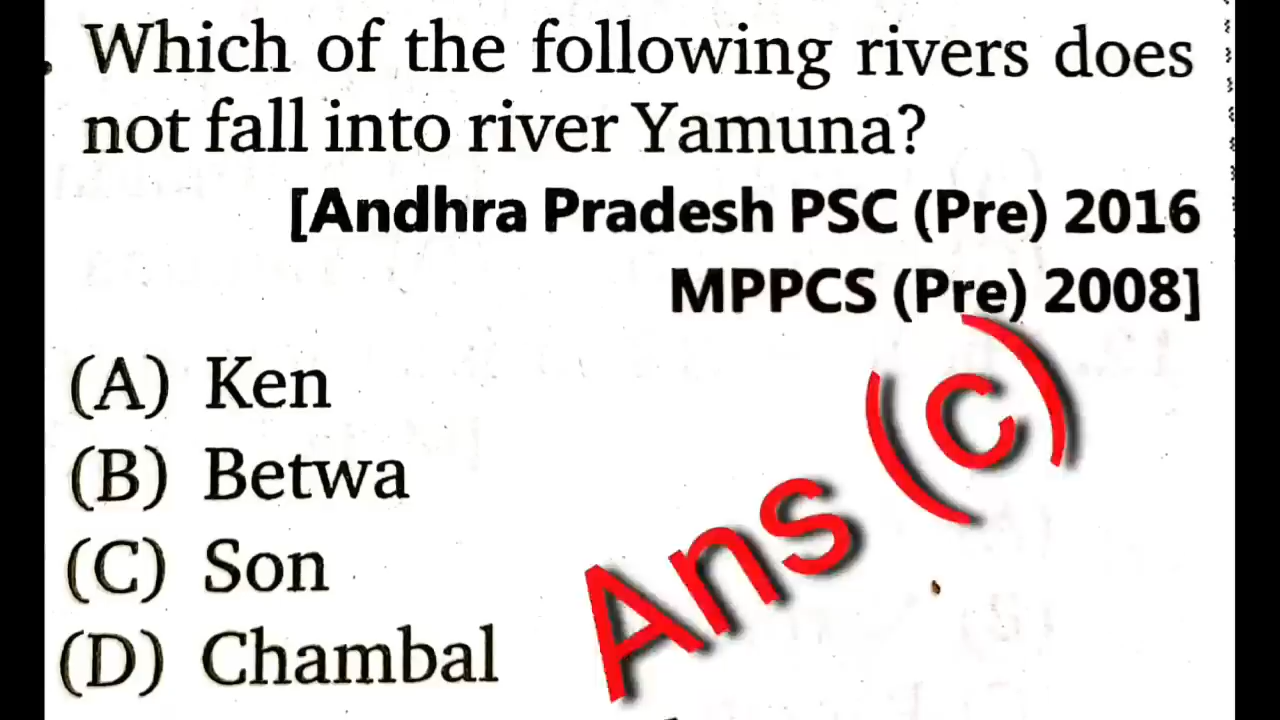 Which of the following rivers does
not fall into river Yamuna?
[Andhra Pradesh PSC (Pre) 2016
MPPCS (Pre) 2008]
(A) Ken
(B) Betwa
(C) Son
(D) Chambal
Ans (c)